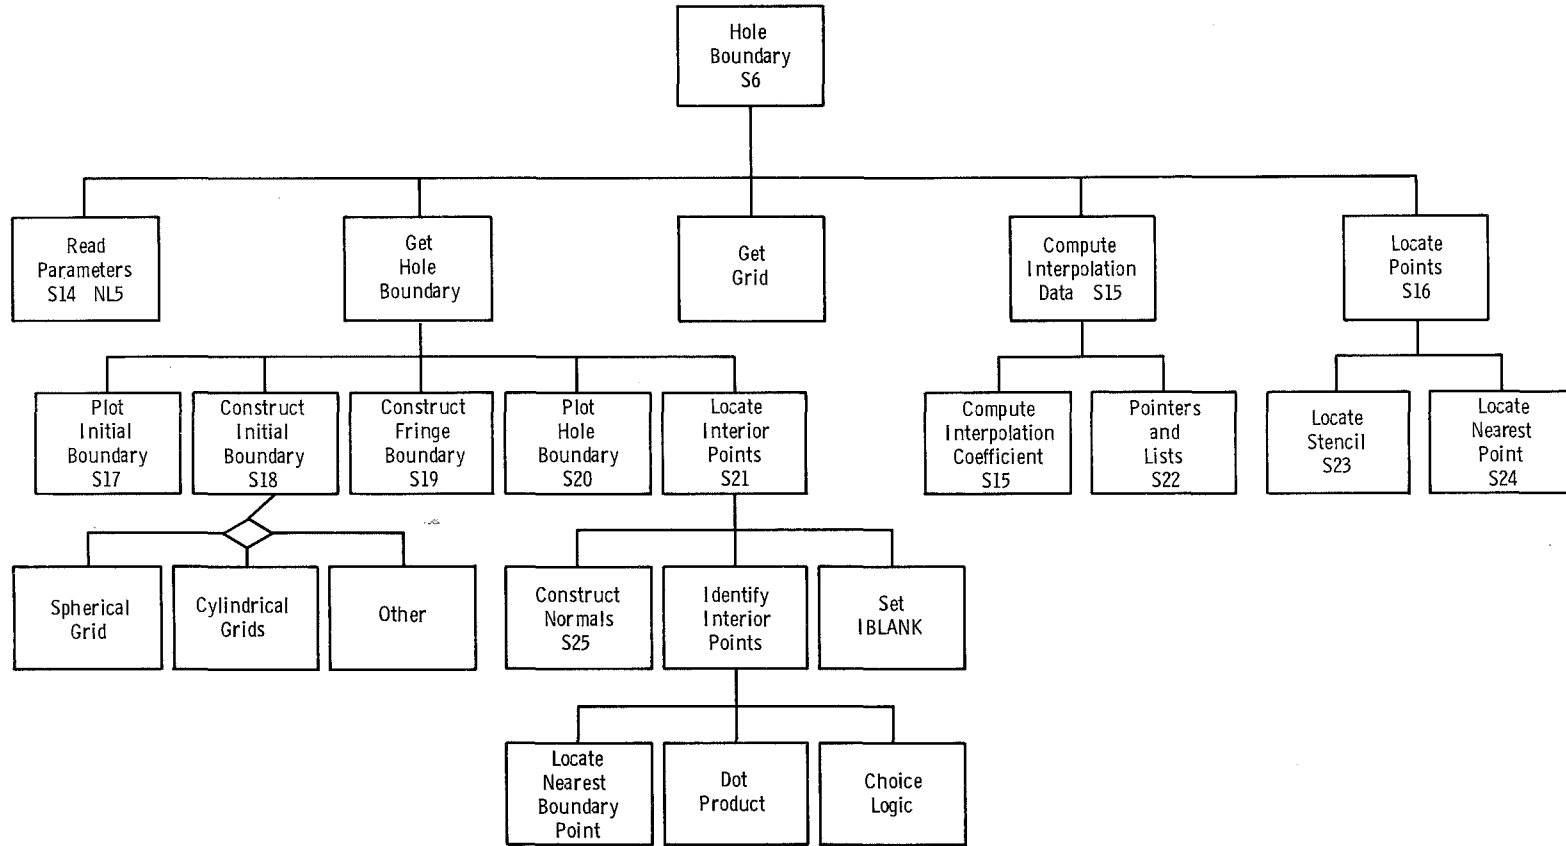 Hole
Boundary
S6
Read
Parameters
S14 NL5
Get
Hole
Boundary
Get
Grid
Compute
Interpolation
Data S15
Locate
Points
S16
Plot
Initial
Boundary
S17
Construct
Initial
Boundary
S18
Construct
Fringe
Boundary
S19
Plot
Hole
Boundary
S20
Locate
Interior
Points
S21
Compute
Interpolation
Coefficient
S15
Pointers
and
Lists
S22
Locate
Stencil
S23
Locate
Nearest
Point
S24
Spherical
Grid
Cylindrical
Grids
Other
Construct
Normals
S25
Identify
Interior
Points
Set
IBLANK
Locate
Nearest
Boundary
Point
Dot
Product
Choice
Logic